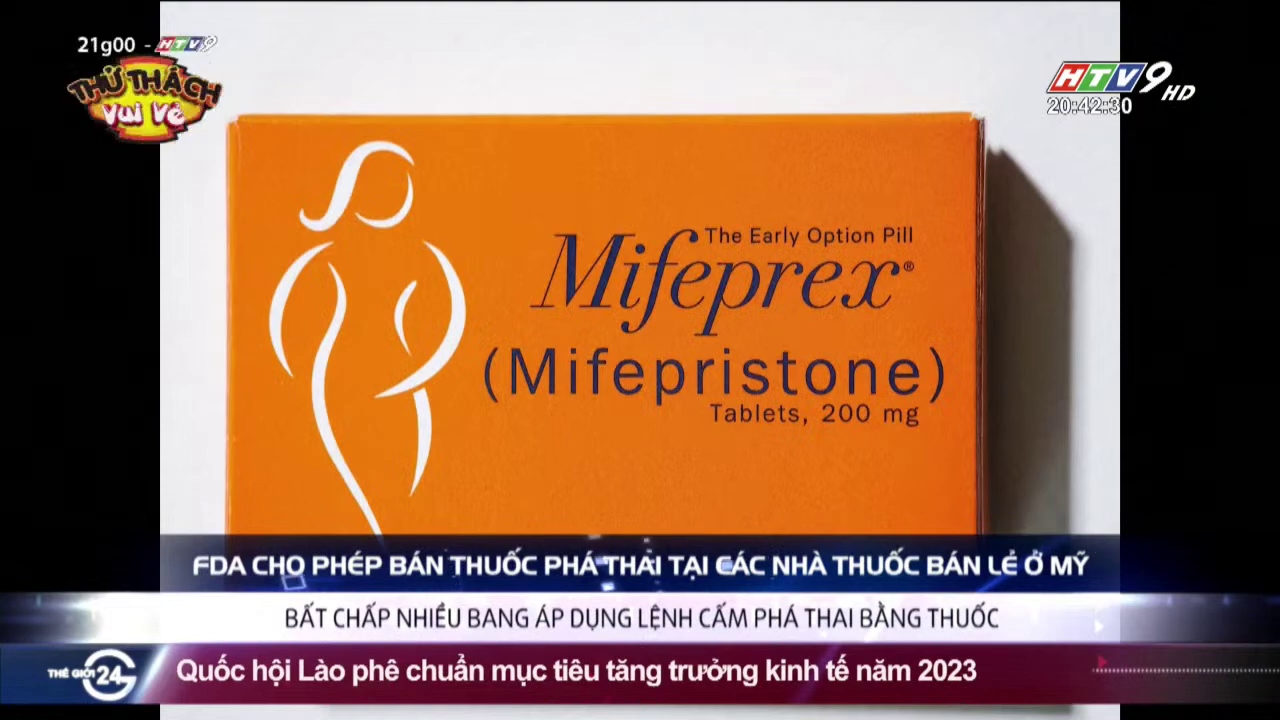 21g00 - HTV9
THỬ THÁCH
Vui Vẻ
HTV9 HD
20:42:30
The Early Option Pill
Mifeprex®
(Mifepristone)
Tablets, 200 mg
FDA CHO PHÉP BÁN THUỐC PHÁ THAI TẠI CÁC NHÀ THUỐC BÁN LẺ Ở MỸ
BẤT CHẤP NHIỀU BANG ÁP DỤNG LỆNH CẤM PHÁ THAI BẰNG THUỐC
THẾ GIỚI 24G
Quốc hội Lào phê chuẩn mục tiêu tăng trưởng kinh tế năm 2023